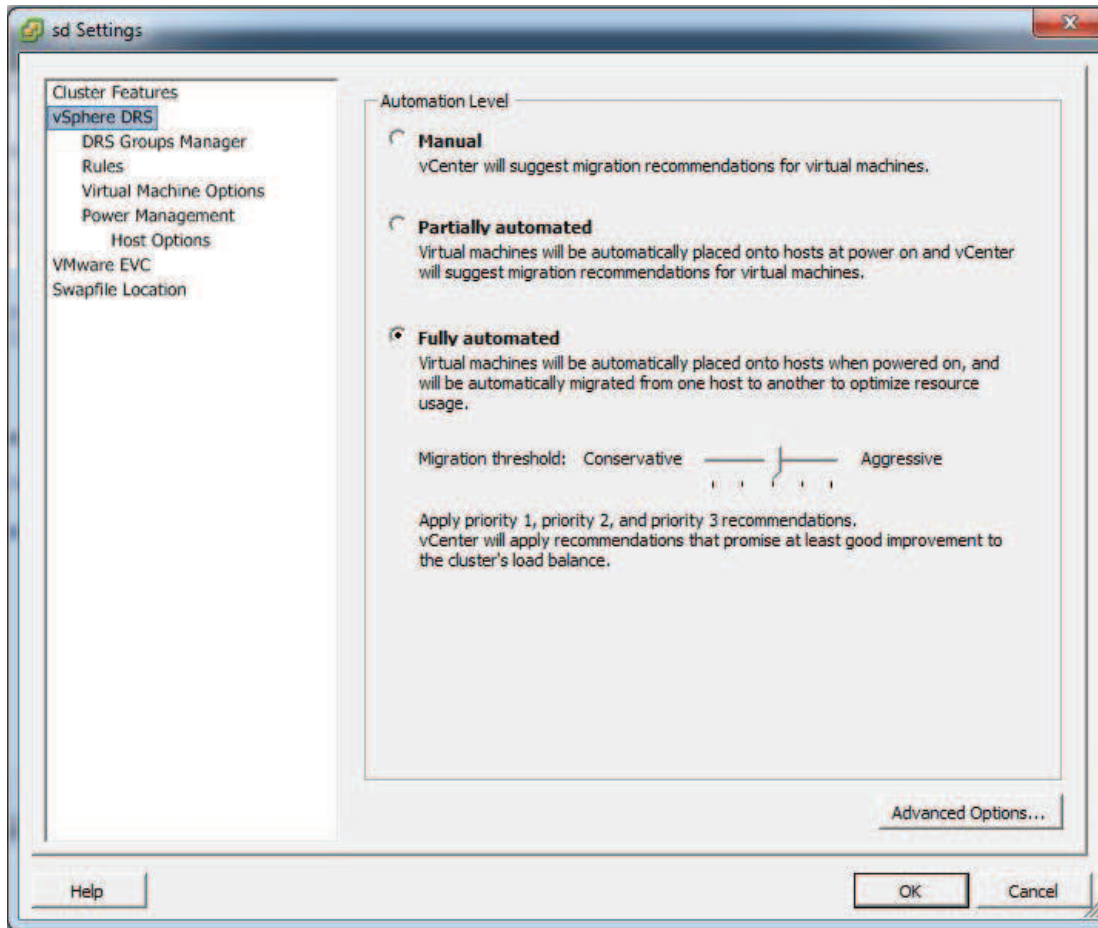 sd Settings
Cluster Features
vSphere DRS
DRS Groups Manager
Rules
Virtual Machine Options
Power Management
Host Options
VMware EVC
Swapfile Location
Automation Level
Manual
vCenter will suggest migration recommendations for virtual machines.
Partially automated
Virtual machines will be automatically placed onto hosts at power on and vCenter
will suggest migration recommendations for virtual machines.
Fully automated
Virtual machines will be automatically placed onto hosts when powered on, and
will be automatically migrated from one host to another to optimize resource
usage.
Migration threshold: Conservative Aggressive
Apply priority 1, priority 2, and priority 3 recommendations.
vCenter will apply recommendations that promise at least good improvement to
the cluster's load balance.
Advanced Options...
Help OK Cancel